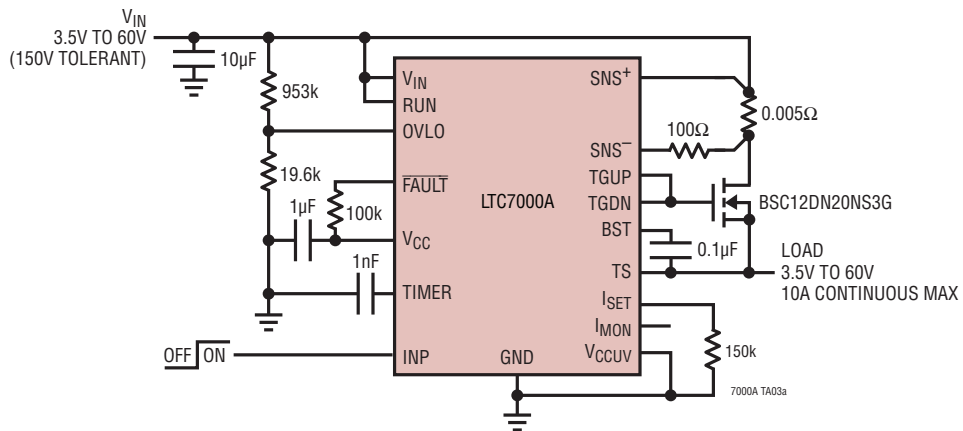 V_IN
3.5V TO 60V
(150V TOLERANT)
10µF
953k
19.6k
1µF
100k
1nF
OFF ON
V_IN
RUN
OVLO
FAULT
V_CC
TIMER
INP
LTC7000A
GND
SNS+
SNS–
TGUP
TGDN
BST
TS
I_SET
I_MON
V_CCUV
0.005Ω
100Ω
BSC12DN20NS3G
0.1µF
LOAD
3.5V TO 60V
10A CONTINUOUS MAX
150k
7000A TA03a